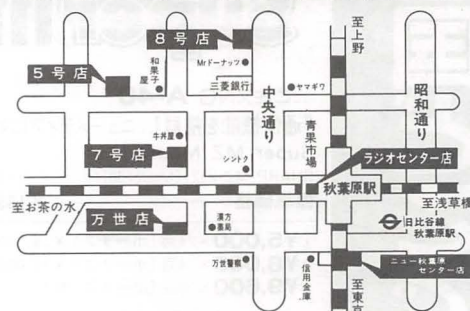 8号店
至上野
和菓子屋
Mrドーナッツ
5号店
三菱銀行
ヤマギワ
中央通り
昭和通り
青果市場
牛丼屋
7号店
シントク
ラジオセンター店
秋葉原駅
至お茶の水
至浅草橋
万世店
漢方薬局
日比谷線
秋葉原駅
万世警察
信用金庫
ニュー秋葉原
センター店
至東京
¥5,000